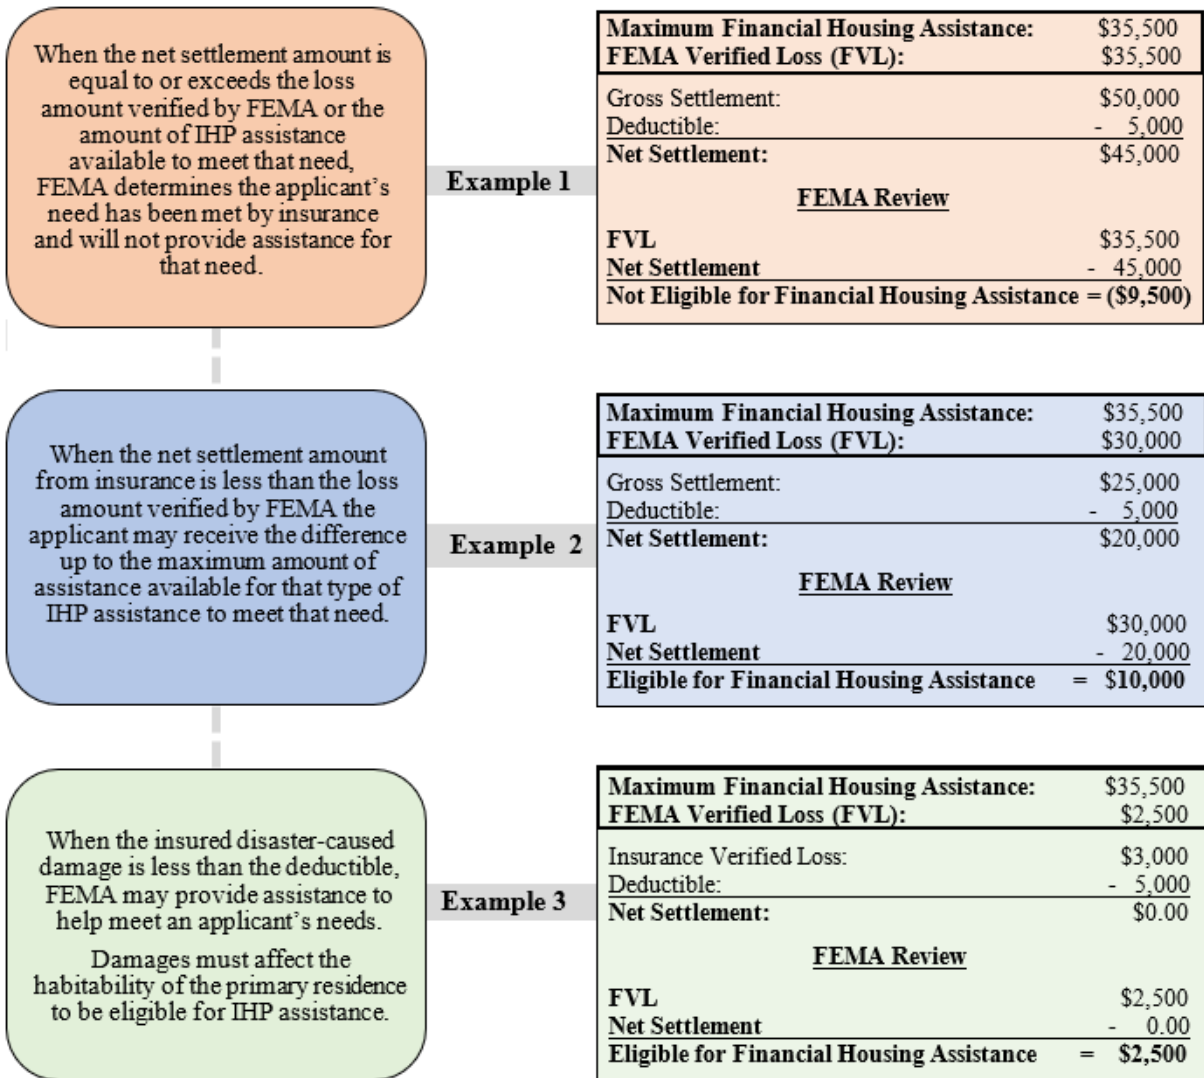 When the net settlement amount is
equal to or exceeds the loss
amount verified by FEMA or the
amount of IHP assistance
available to meet that need,
FEMA determines the applicant's
need has been met by insurance
and will not provide assistance for
that need.
Example 1
Maximum Financial Housing Assistance: $35,500
FEMA Verified Loss (FVL): $35,500
Gross Settlement: $50,000
Deductible: - 5,000
Net Settlement: $45,000
FEMA Review
FVL $35,500
Net Settlement - 45,000
Not Eligible for Financial Housing Assistance = ($9,500)
When the net settlement amount
from insurance is less than the loss
amount verified by FEMA the
applicant may receive the difference
up to the maximum amount of
assistance available for that type of
IHP assistance to meet that need.
Example 2
Maximum Financial Housing Assistance: $35,500
FEMA Verified Loss (FVL): $30,000
Gross Settlement: $25,000
Deductible: - 5,000
Net Settlement: $20,000
FEMA Review
FVL $30,000
Net Settlement - 20,000
Eligible for Financial Housing Assistance = $10,000
When the insured disaster-caused
damage is less than the deductible,
FEMA may provide assistance to
help meet an applicant's needs.
Damages must affect the
habitability of the primary residence
to be eligible for IHP assistance.
Example 3
Maximum Financial Housing Assistance: $35,500
FEMA Verified Loss (FVL): $2,500
Insurance Verified Loss: $3,000
Deductible: - 5,000
Net Settlement: $0.00
FEMA Review
FVL $2,500
Net Settlement - 0.00
Eligible for Financial Housing Assistance = $2,500